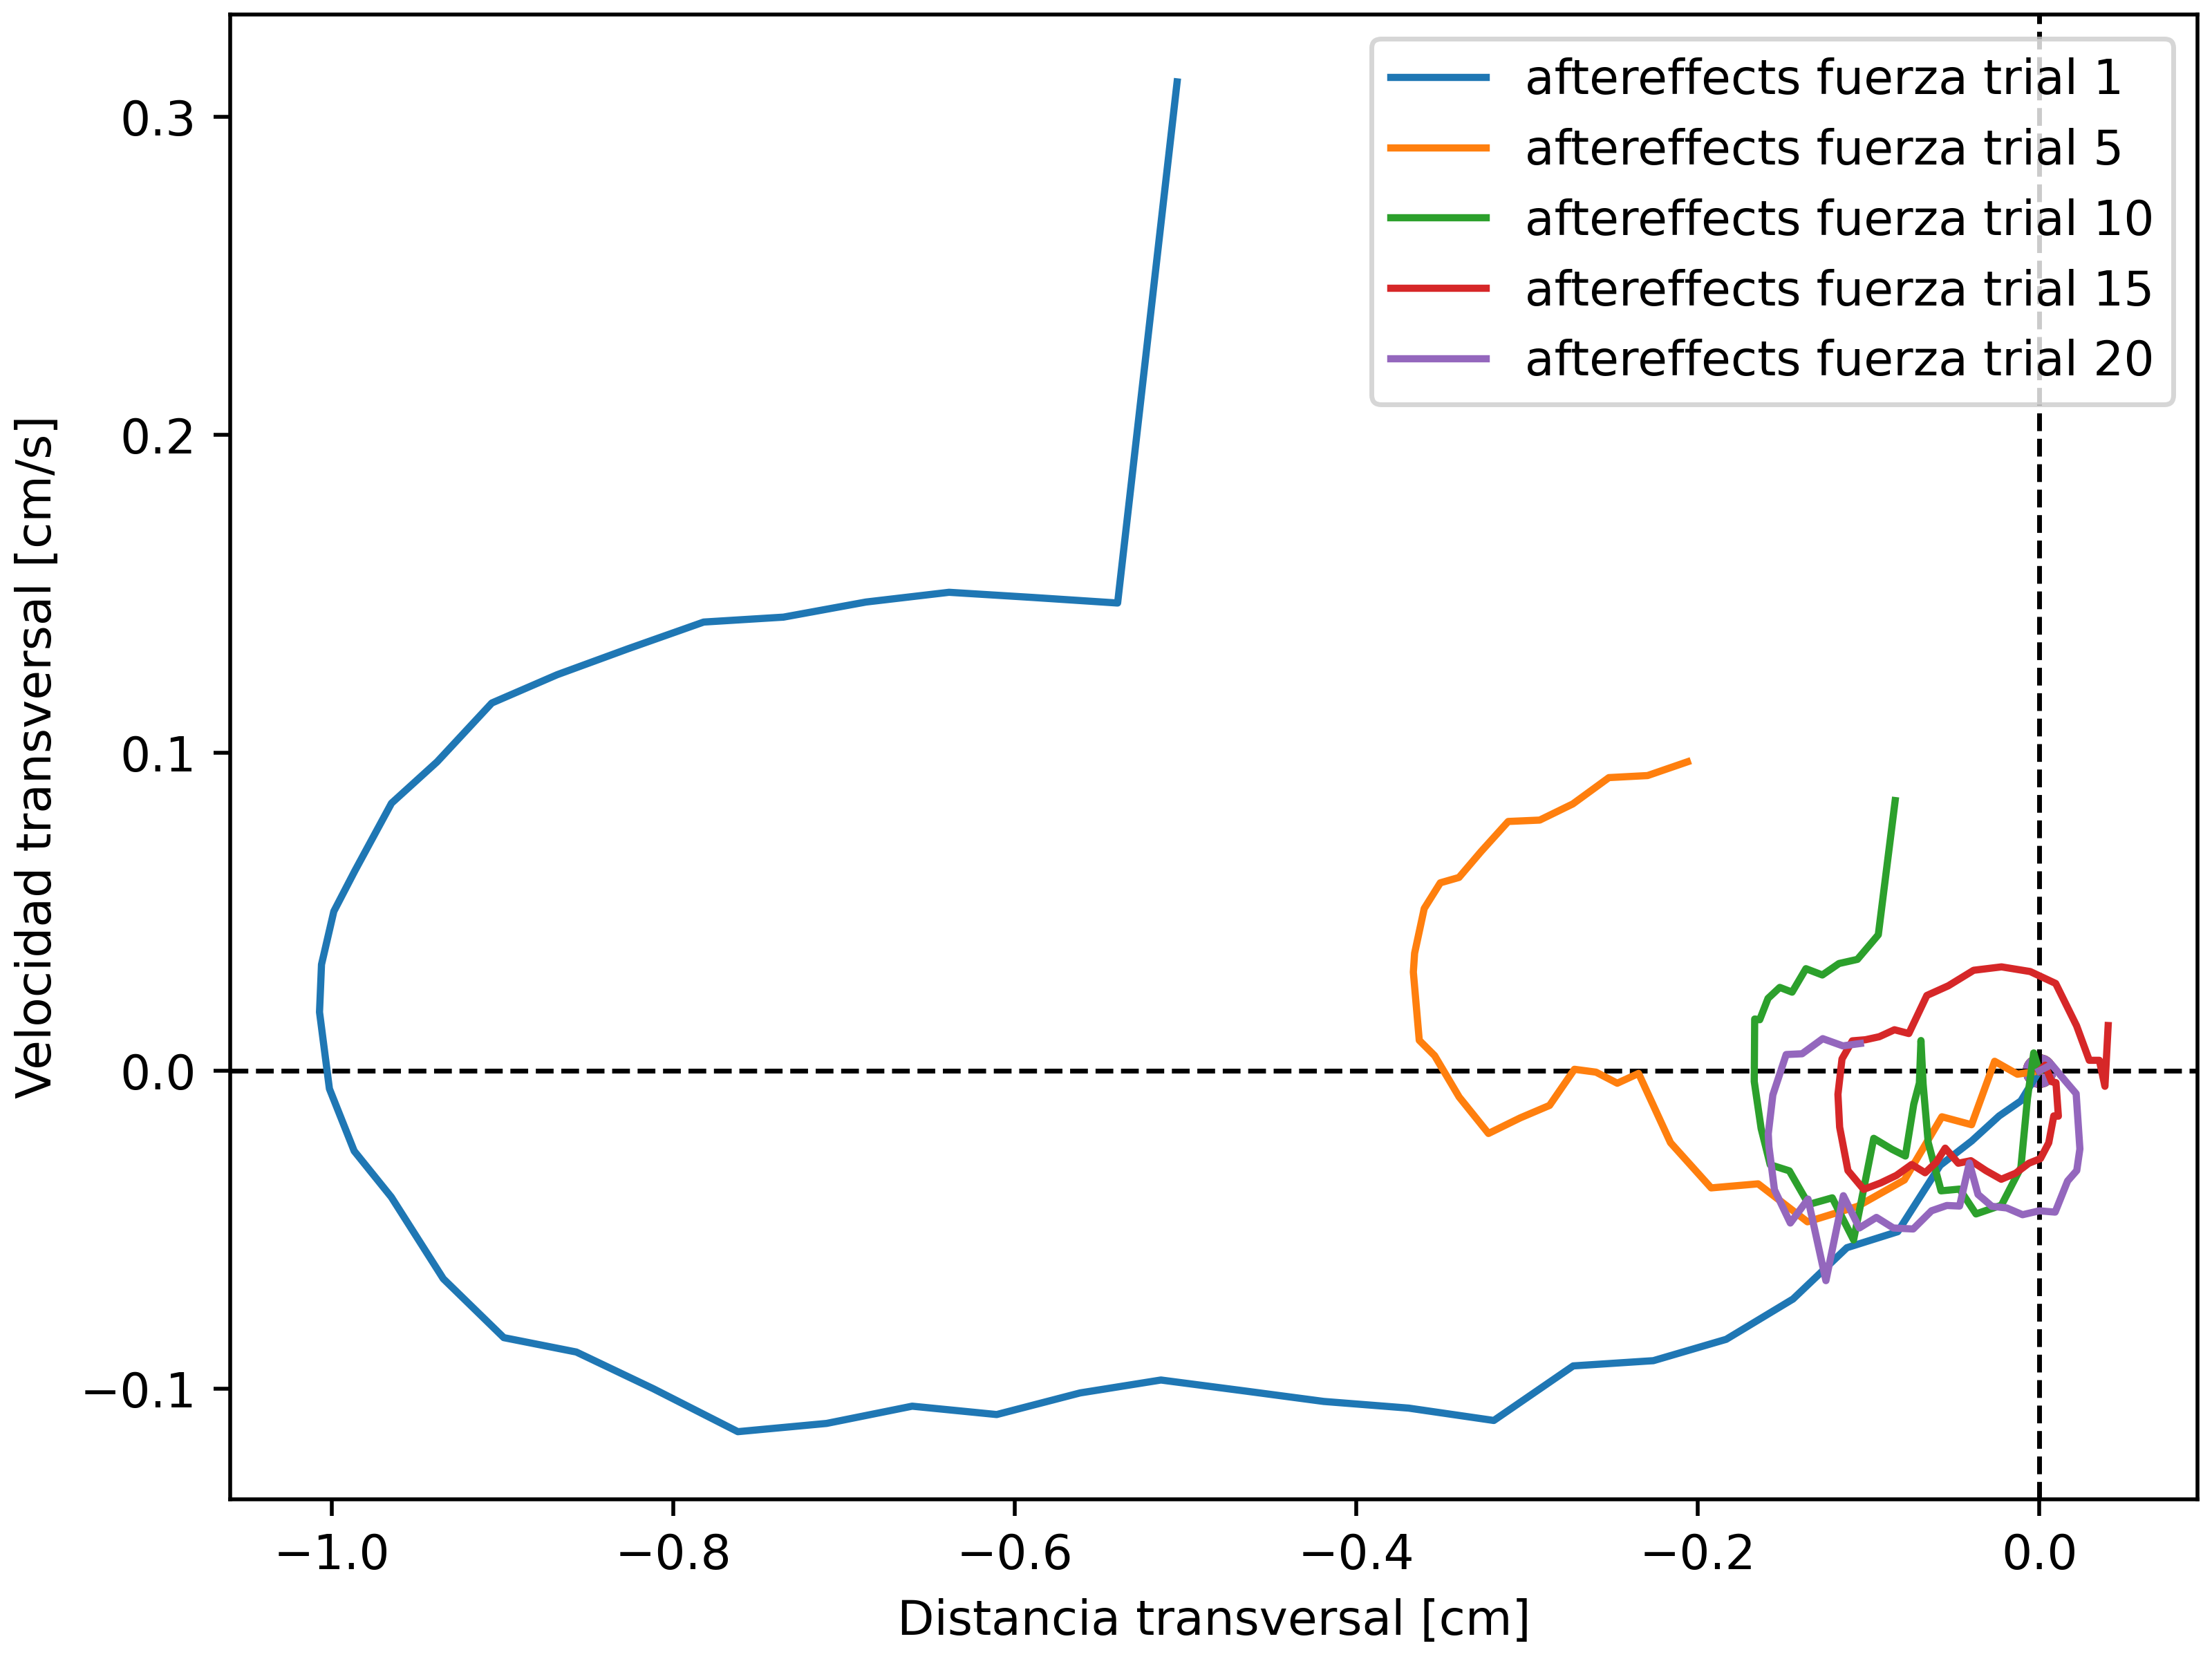 aftereffects fuerza trial 1
aftereffects fuerza trial 5
aftereffects fuerza trial 10
aftereffects fuerza trial 15
aftereffects fuerza trial 20
Velocidad transversal [cm/s]
0.3
0.2
0.1
0.0
−0.1
−1.0 −0.8 −0.6 −0.4 −0.2 0.0
Distancia transversal [cm]